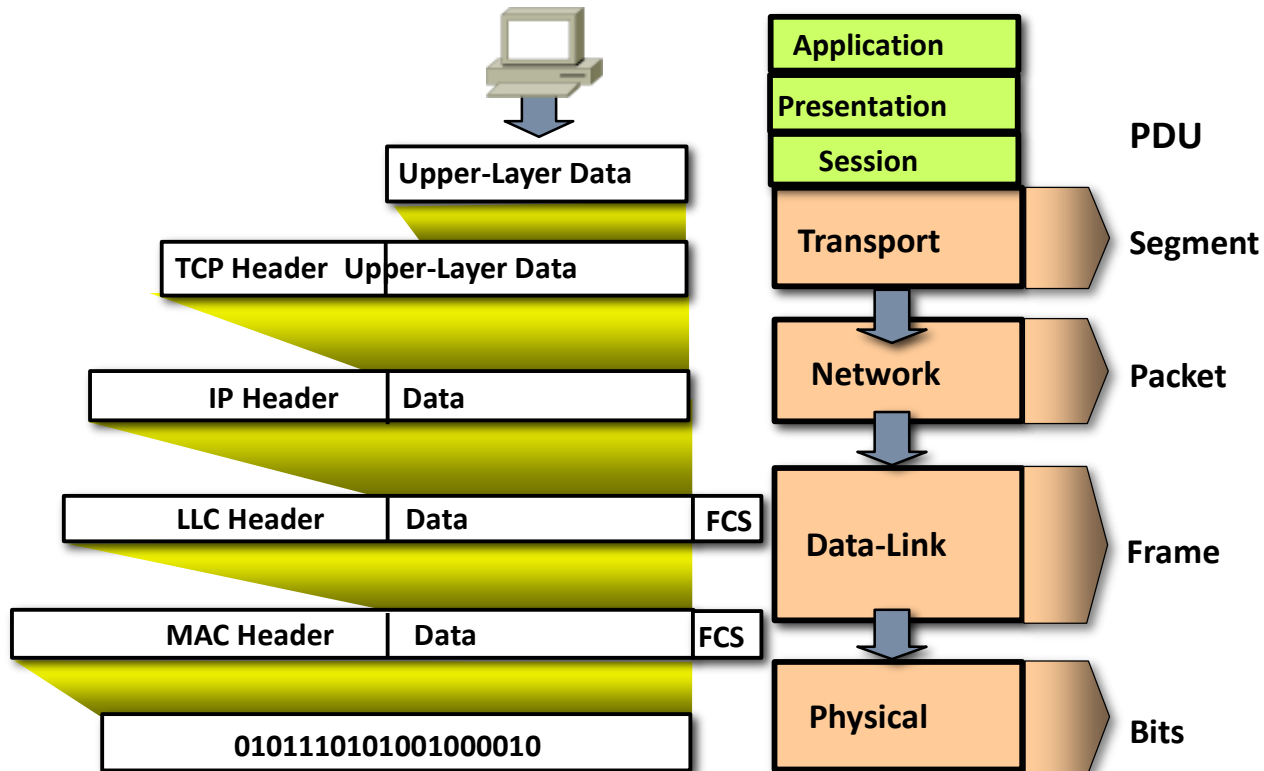 Application
Presentation
PDU
Session
Upper-Layer Data
Transport
Segment
TCP Header Upper-Layer Data
Network
Packet
IP Header Data
LLC Header Data FCS
Data-Link
Frame
MAC Header Data FCS
Physical
Bits
0101110101001000010